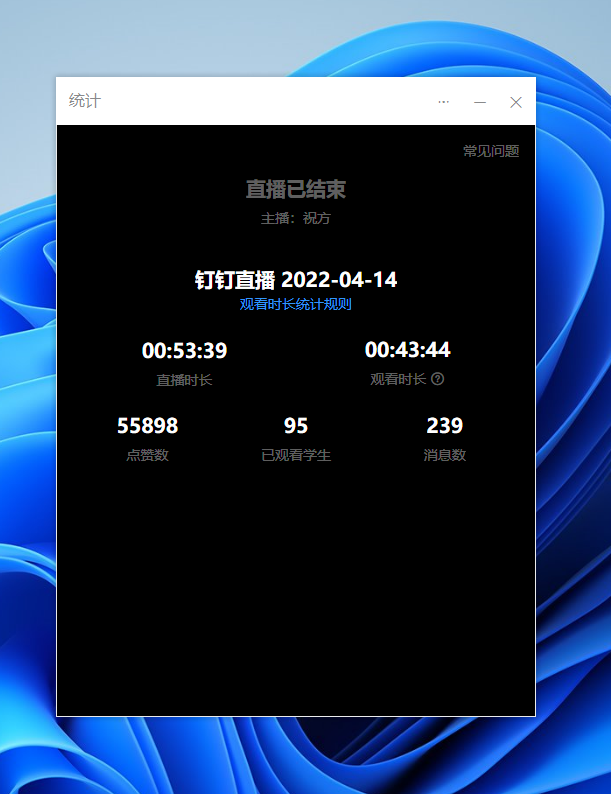 统计
常见问题
直播已结束
主播：祝方
钉钉直播 2022-04-14
观看时长统计规则
00:53:39 00:43:44
直播时长 观看时长
55898 95 239
点赞数 已观看学生 消息数